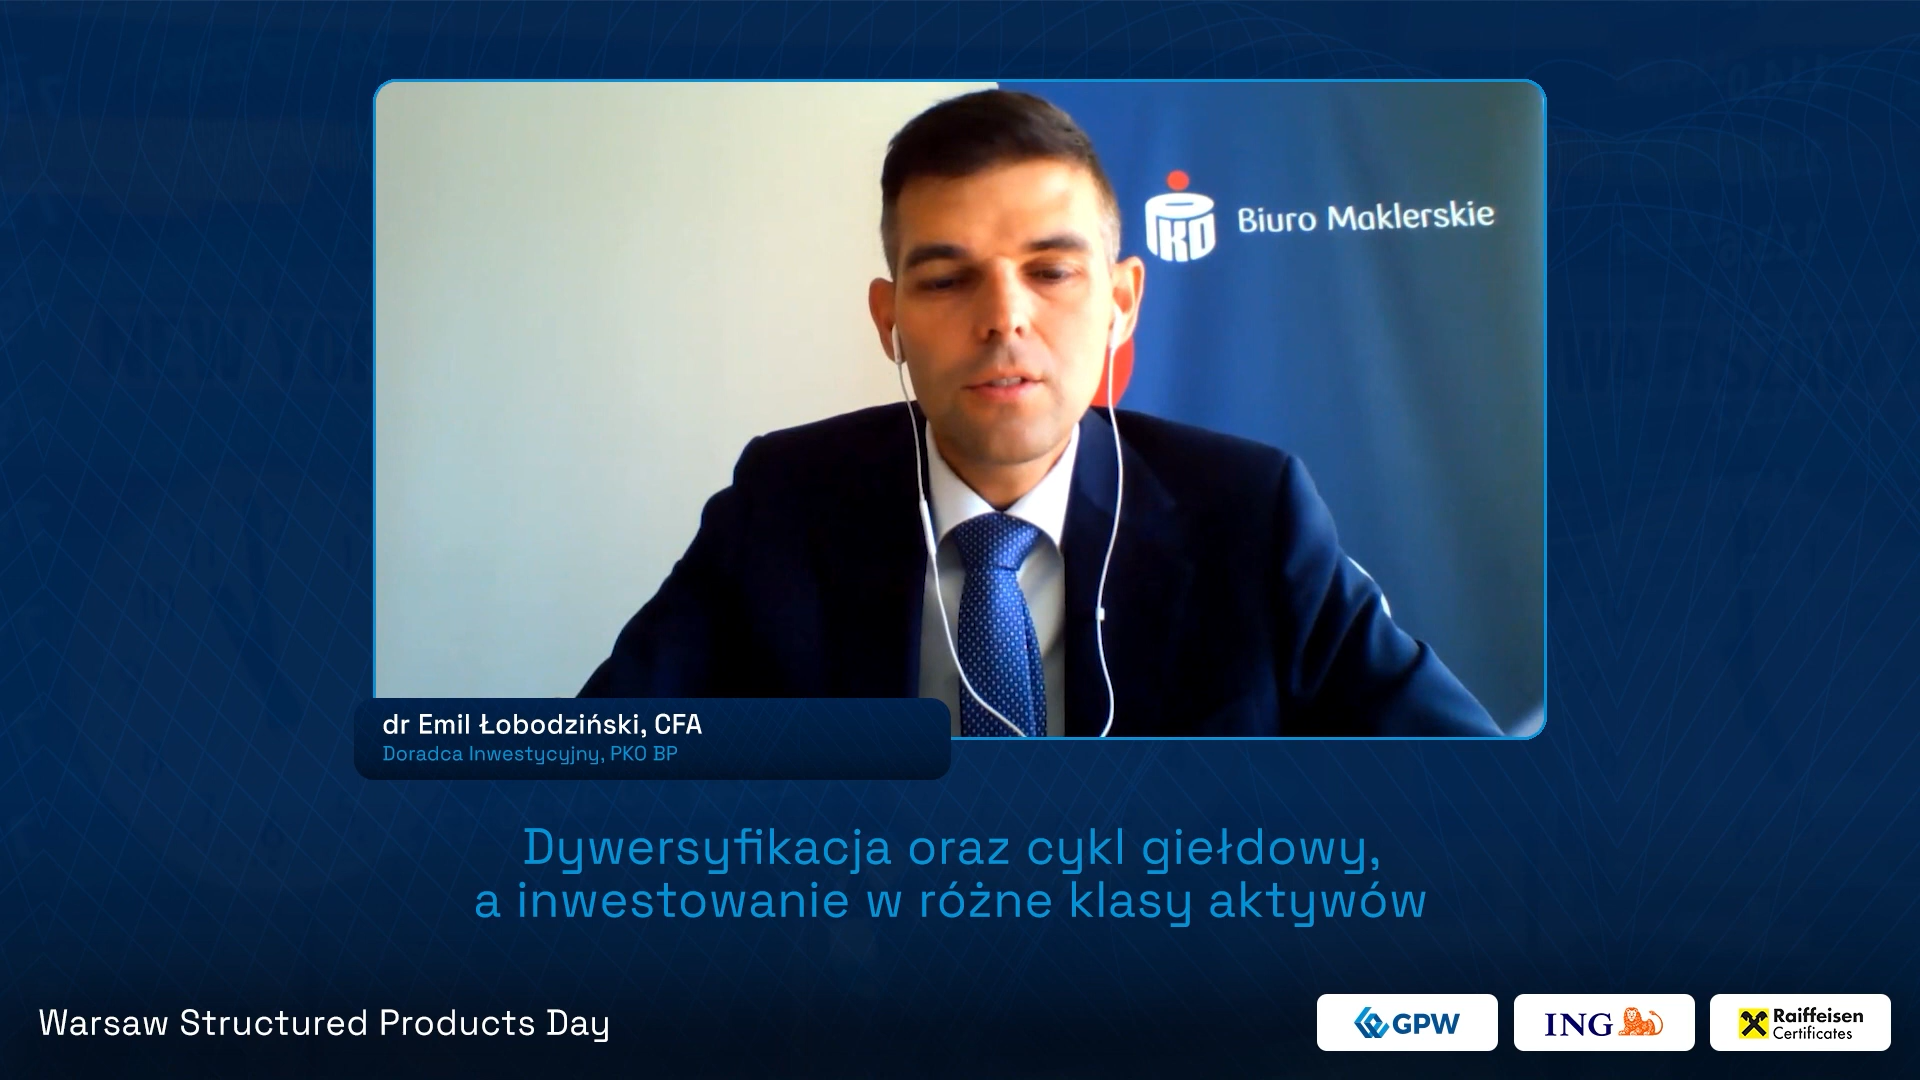 PKO Biuro Maklerskie
dr Emil Łobodziński, CFA
Doradca Inwestycyjny, PKO BP
Dywersyfikacja oraz cykl giełdowy,
a inwestowanie w różne klasy aktywów
Warsaw Structured Products Day
GPW
ING
Raiffeisen
Certificates